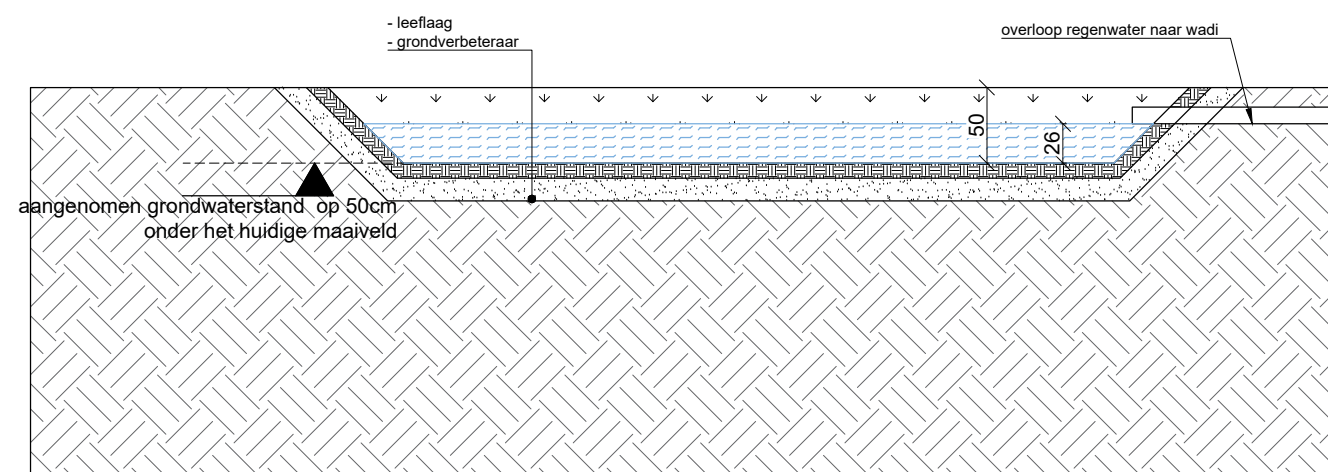 - leeflaag
- grondverbeteraar
overloop regenwater naar wadi
50
26
aangenomen grondwaterstand op 50cm
onder het huidige maaiveld